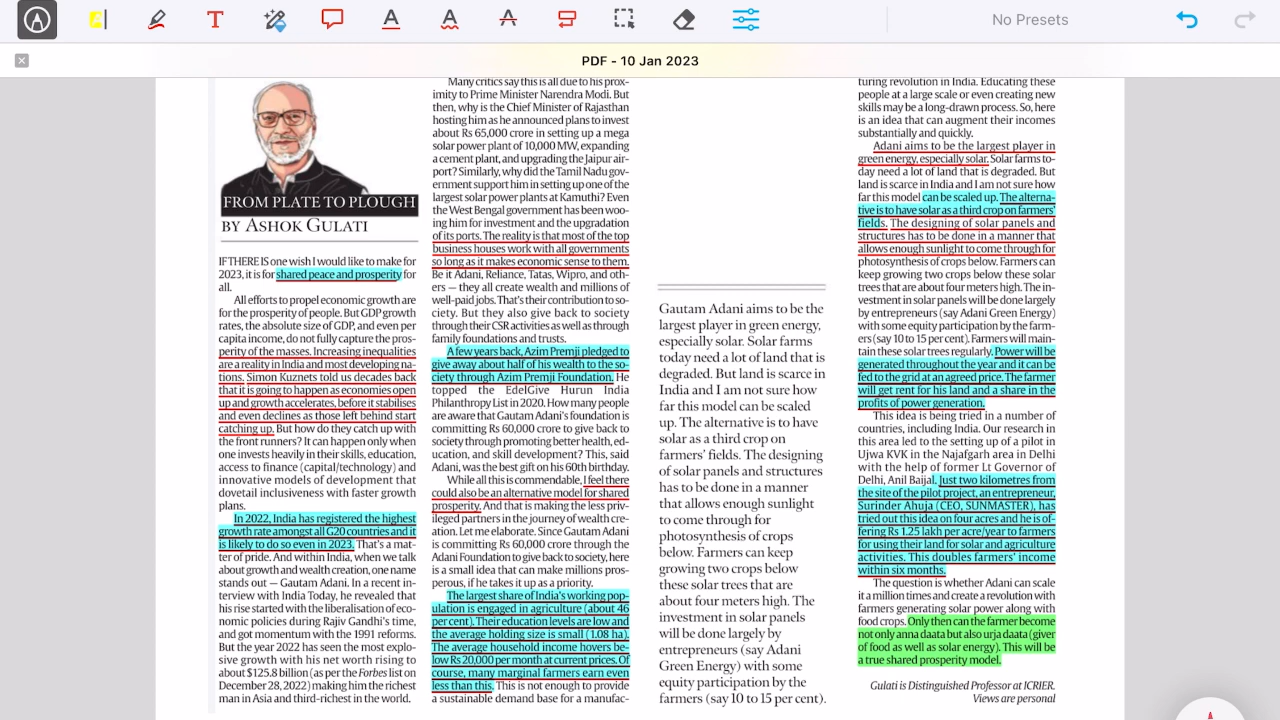 No Presets
PDF - 10 Jan 2023
FROM PLATE TO PLOUGH
BY ASHOK GULATI
IF THERE IS one wish I would like to make for
2023, it is for shared peace and prosperity for
all.
All efforts to propel economic growth are
for the prosperity of people. But GDP growth
rates, the absolute size of GDP, and even per
capita income, do not fully capture the pros-
perity of the masses. Increasing inequalities
are a reality in India and most developing na-
tions. Simon Kuznets told us decades back
that it is going to happen as economies open
up and growth accelerates, before it stabilises
and even declines as those left behind start
catching up. But how do they catch up with
the front runners? It can happen only when
one invests heavily in their skills, education,
access to finance (capital/technology) and
innovative models of development that
dovetail inclusiveness with faster growth
plans.
In 2022, India has registered the highest
growth rate amongst all G20 countries and it
is likely to do so even in 2023. That's a mat-
ter of pride. And within India, when we talk
about growth and wealth creation, one name
stands out — Gautam Adani. In a recent in-
terview with India Today, he revealed that
his rise started with the liberalisation of eco-
nomic policies during Rajiv Gandhi's time,
and got momentum with the 1991 reforms.
But the year 2022 has seen the most explo-
sive growth with his net worth rising to
about $125.8 billion (as per the Forbes list on
December 28, 2022) making him the richest
man in Asia and third-richest in the world.
Many critics say this is all due to his prox-
imity to Prime Minister Narendra Modi. But
then, why is the Chief Minister of Rajasthan
hosting him as he announced plans to invest
about Rs 65,000 crore in setting up a mega
solar power plant of 10,000 MW, expanding
a cement plant, and upgrading the Jaipur air-
port? Similarly, why did the Tamil Nadu gov-
ernment support him in setting up one of the
largest solar power plants at Kamuthi? Even
the West Bengal government has been woo-
ing him for investment and the upgradation
of its ports. The reality is that most of the top
business houses work with all governments
so long as it makes economic sense to them.
Be it Adani, Reliance, Tatas, Wipro, and oth-
ers — they all create wealth and millions of
well-paid jobs. That's their contribution to so-
ciety. But they also give back to society
through their CSR activities as well as through
family foundations and trusts.
A few years back, Azim Premji pledged to
give away about half of his wealth to the so-
ciety through Azim Premji Foundation. He
topped the EdelGive Hurun India
Philanthropy List in 2020. How many people
are aware that Gautam Adani's foundation is
committing Rs 60,000 crore to give back to
society through promoting better health, ed-
ucation, and skill development? This, said
Adani, was the best gift on his 60th birthday.
While all this is commendable, I feel there
could also be an alternative model for shared
prosperity. And that is making the less priv-
ileged partners in the journey of wealth cre-
ation. Let me elaborate. Since Gautam Adani
is committing Rs 60,000 crore through the
Adani Foundation to give back to society, here
is a small idea that can make millions pros-
perous, if he takes it up as a priority.
The largest share of India's working pop-
ulation is engaged in agriculture (about 46
per cent). Their education levels are low and
the average holding size is small (1.08 ha).
The average household income hovers be-
low Rs 20,000 per month at current prices. Of
course, many marginal farmers earn even
less than this. This is not enough to provide
a sustainable demand base for a manufac-
Gautam Adani aims to be the
largest player in green energy,
especially solar. Solar farms
today need a lot of land that is
degraded. But land is scarce in
India and I am not sure how
far this model can be scaled
up. The alternative is to have
solar as a third crop on
farmers' fields. The designing
of solar panels and structures
has to be done in a manner
that allows enough sunlight
to come through for
photosynthesis of crops
below. Farmers can keep
growing two crops below
these solar trees that are
about four meters high. The
investment in solar panels
will be done largely by
entrepreneurs (say Adani
Green Energy) with some
equity participation by the
farmers (say 10 to 15 per cent).
turing revolution in India. Educating these
people at a large scale or even creating new
skills may be a long-drawn process. So, here
is an idea that can augment their incomes
substantially and quickly.
Adani aims to be the largest player in
green energy, especially solar. Solar farms to-
day need a lot of land that is degraded. But
land is scarce in India and I am not sure how
far this model can be scaled up. The alterna-
tive is to have solar as a third crop on farmers'
fields. The designing of solar panels and
structures has to be done in a manner that
allows enough sunlight to come through for
photosynthesis of crops below. Farmers can
keep growing two crops below these solar
trees that are about four meters high. The in-
vestment in solar panels will be done largely
by entrepreneurs (say Adani Green Energy)
with some equity participation by the farm-
ers (say 10 to 15 per cent). Farmers will main-
tain these solar trees regularly. Power will be
generated throughout the year and it can be
fed to the grid at an agreed price. The farmer
will get rent for his land and a share in the
profits of power generation.
This idea is being tried in a number of
countries, including India. Our research in
this area led to the setting up of a pilot in
Ujwa KVK in the Najafgarh area in Delhi
with the help of former Lt Governor of
Delhi, Anil Baijal. Just two kilometres from
the site of the pilot project, an entrepreneur,
Surinder Ahuja (CEO, SUNMASTER), has
tried out this idea on four acres and he is of-
fering Rs 1.25 lakh per acre/year to farmers
for using their land for solar and agriculture
activities. This doubles farmers' income
within six months.
The question is whether Adani can scale
it a million times and create a revolution with
farmers generating solar power along with
food crops. Only then can the farmer become
not only anna daata but also urja daata (giver
of food as well as solar energy). This will be
a true shared prosperity model.
Gulati is Distinguished Professor at ICRIER.
Views are personal